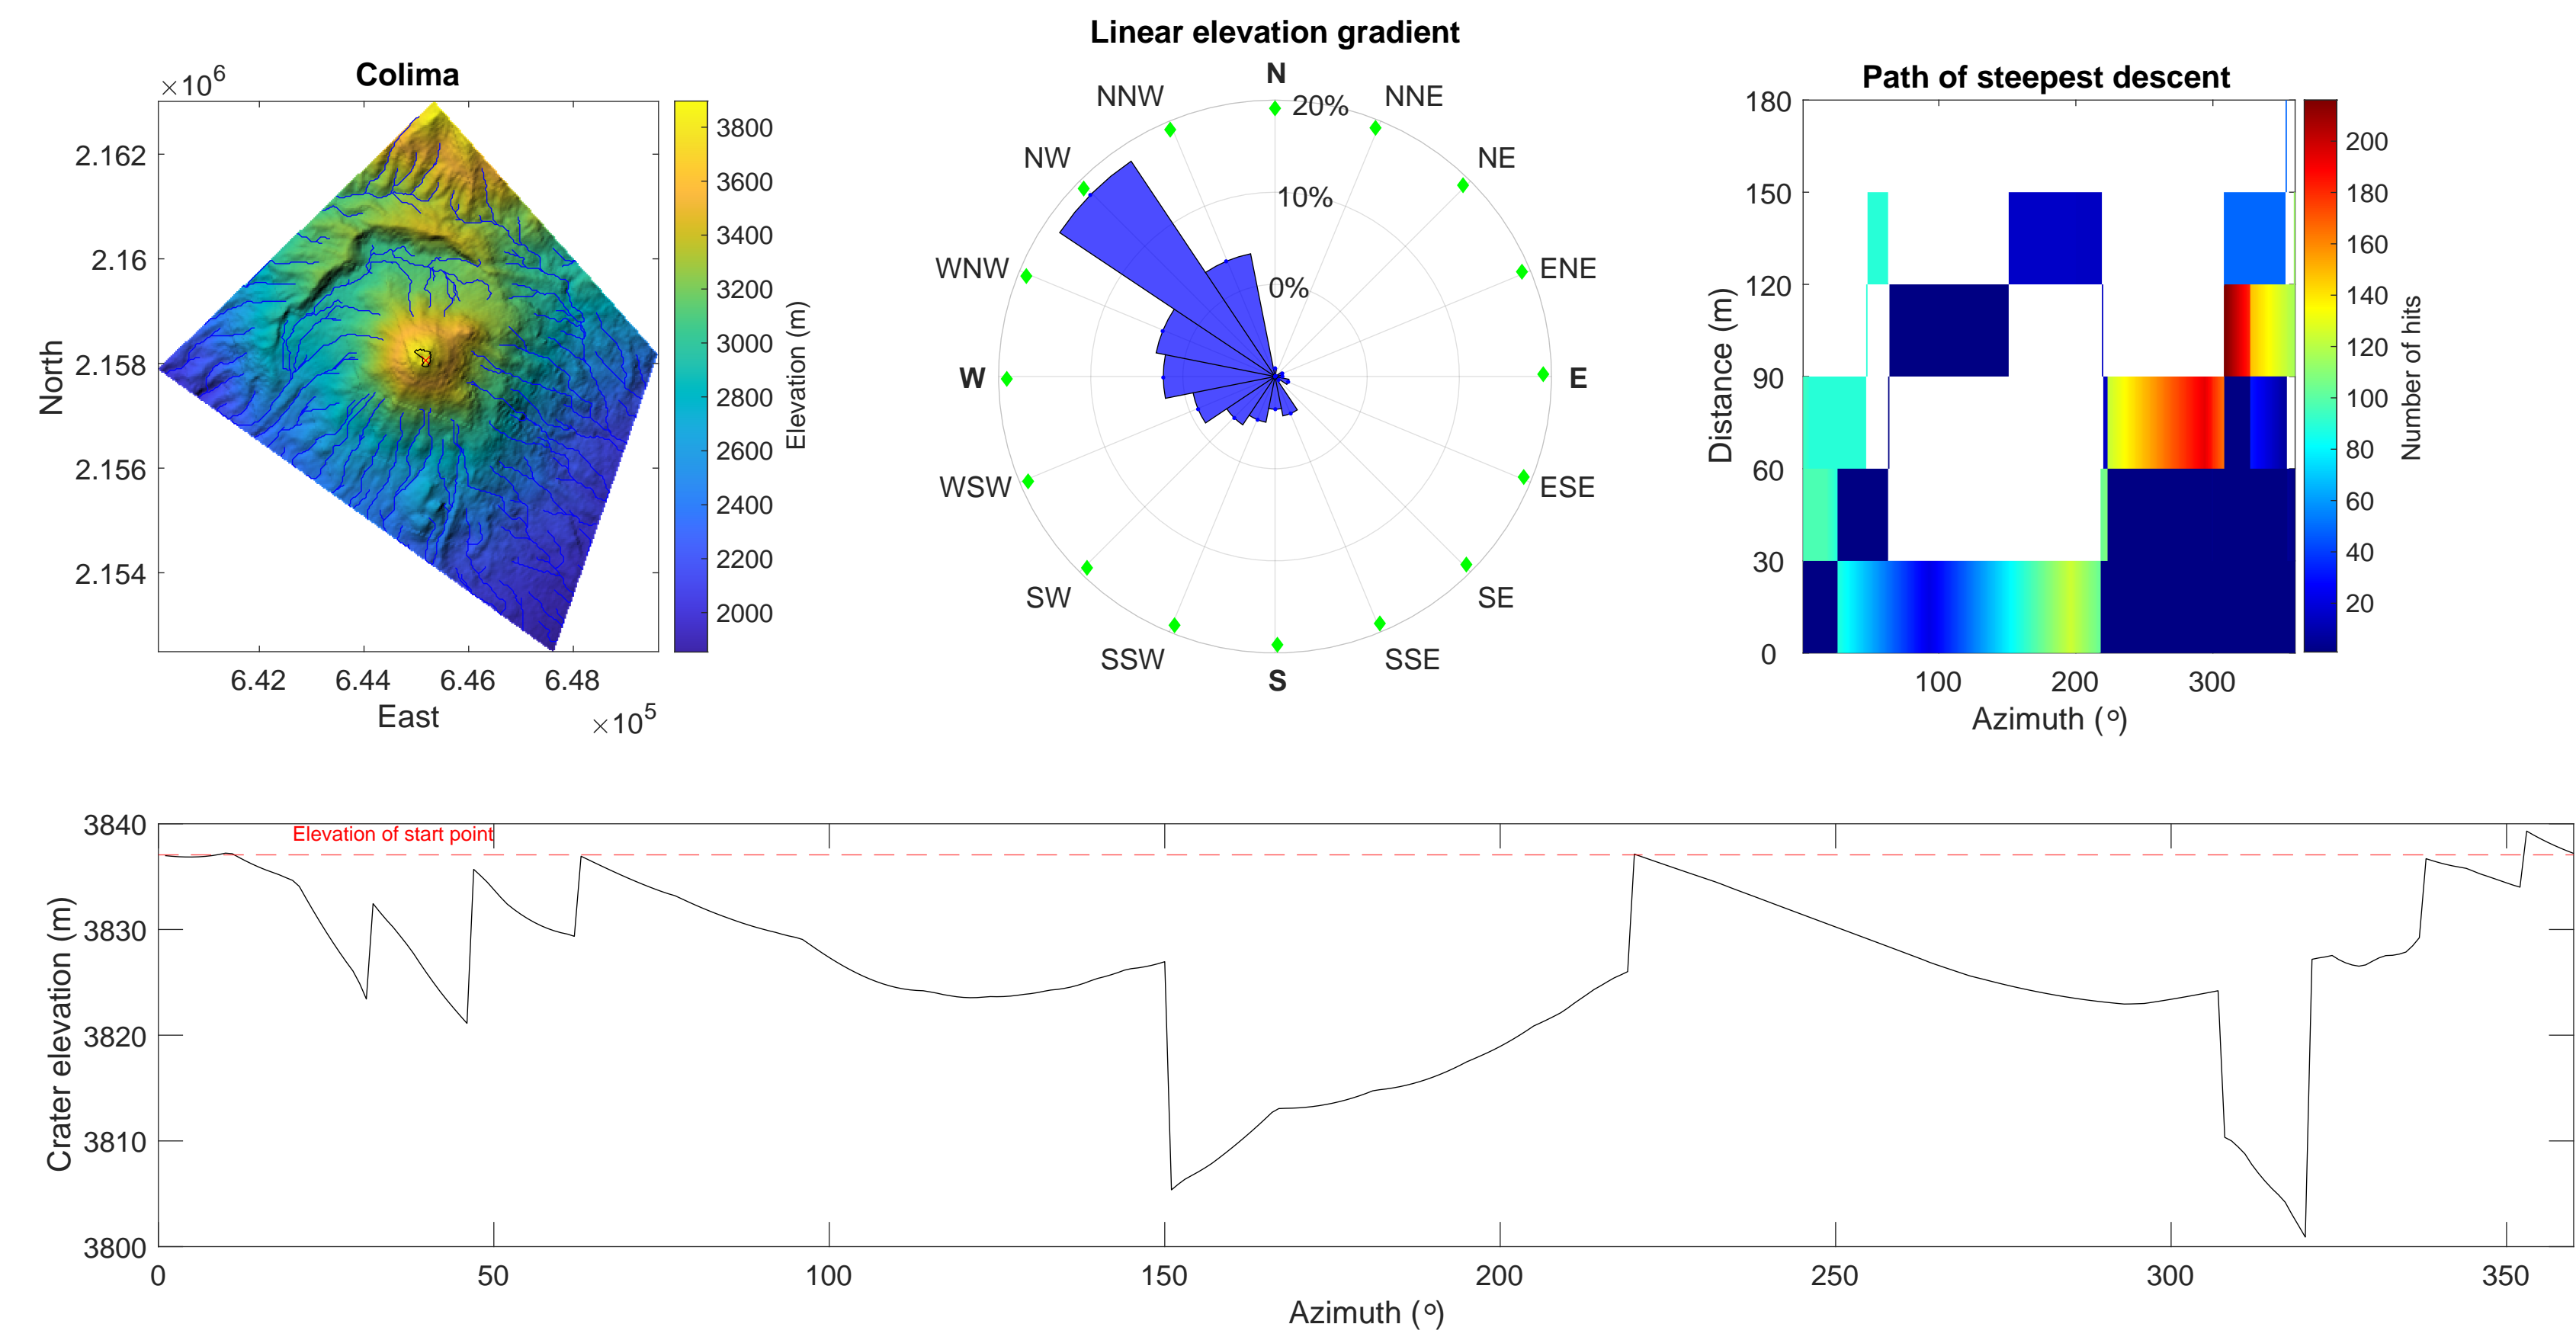 Colima
×10⁶
2.162
2.16
2.158
2.156
2.154
North
6.42 6.44 6.46 6.48
East
×10⁵
3800
3600
3400
3200
3000
2800
2600
2400
2200
2000
Elevation (m)
Linear elevation gradient
N
NNE
NE
ENE
E
ESE
SE
SSE
S
SSW
SW
WSW
W
WNW
NW
NNW
20%
10%
0%
Path of steepest descent
180
150
120
90
60
30
0
Distance (m)
100 200 300
Azimuth (°)
200
180
160
140
120
100
80
60
40
20
Number of hits
3840
3830
3820
3810
3800
Crater elevation (m)
Elevation of start point
0 50 100 150 200 250 300 350
Azimuth (°)